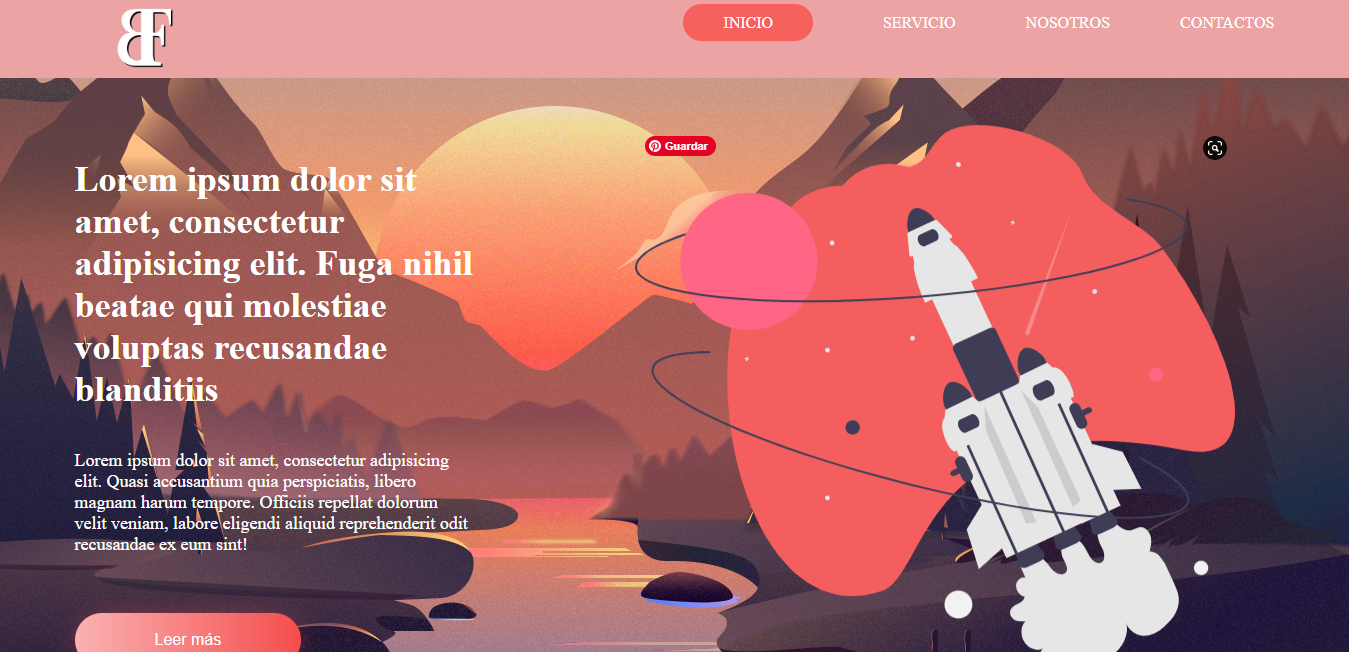 BF
INICIO SERVICIO NOSOTROS CONTACTOS
Guardar
Lorem ipsum dolor sit
amet, consectetur
adipisicing elit. Fuga nihil
beatae qui molestiae
voluptas recusandae
blanditiis
Lorem ipsum dolor sit amet, consectetur adipisicing
elit. Quasi accusantium quia perspiciatis, libero
magnam harum tempore. Officiis repellat dolorum
velit veniam, labore eligendi aliquid reprehenderit odit
recusandae ex eum sint!
Leer más